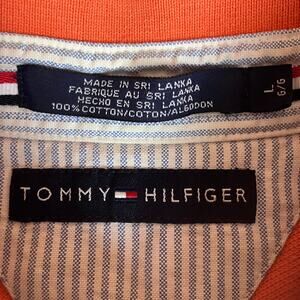 MADE IN SRI LANKA
FABRIQUE AU SRI LANKA
HECHO EN SRI LANKA
100% COTTON/COTON/ALGODON
L
G/G
TOMMY HILFIGER